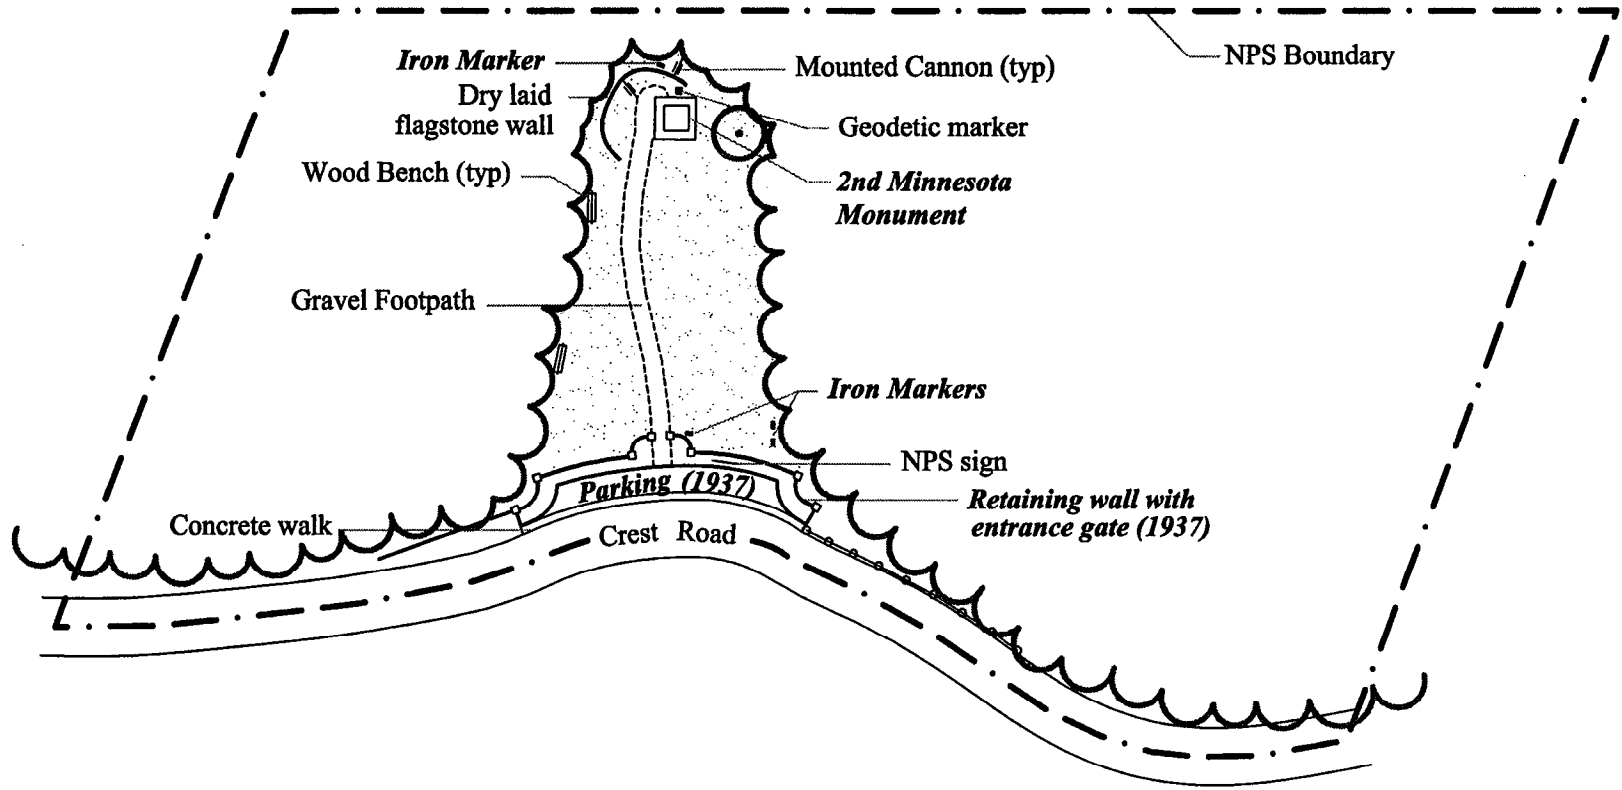 NPS Boundary
Iron Marker
Mounted Cannon (typ)
Dry laid
flagstone wall
Geodetic marker
Wood Bench (typ)
2nd Minnesota
Monument
Gravel Footpath
Iron Markers
NPS sign
Parking (1937)
Retaining wall with
entrance gate (1937)
Concrete walk
Crest Road